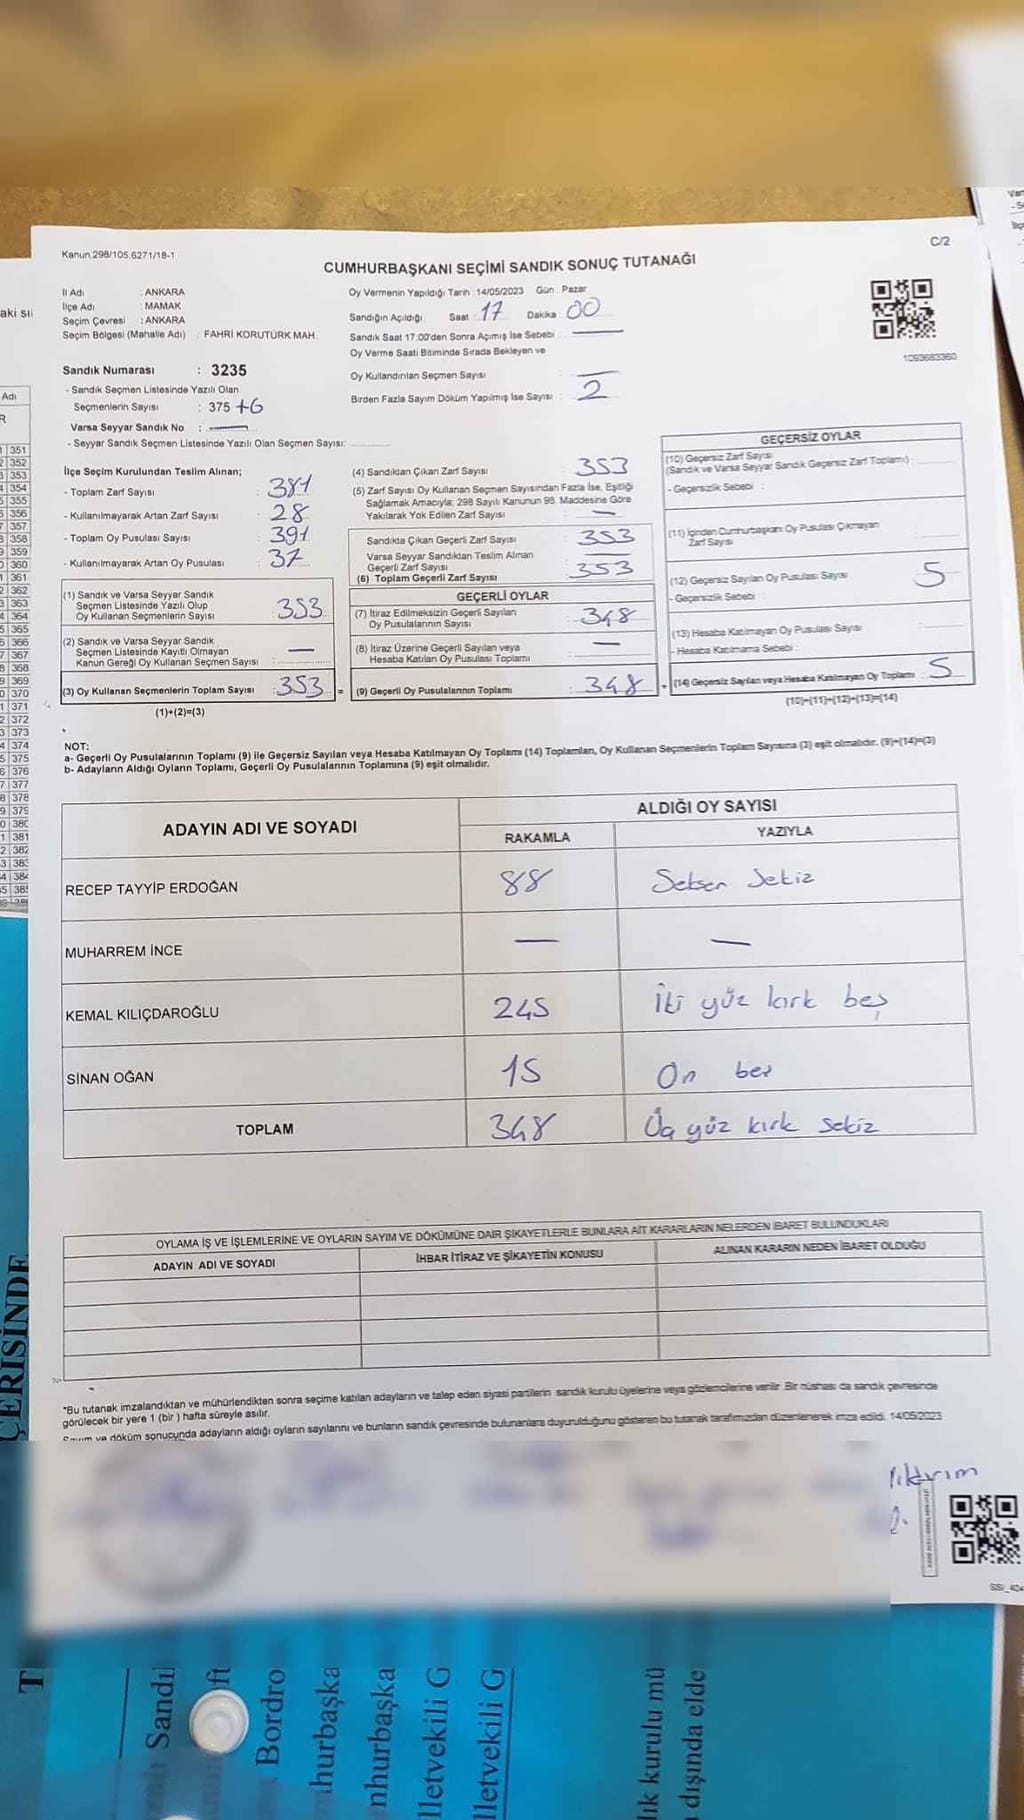 Kanun.298/105.6271/18-1
C/2
CUMHURBAŞKANI SEÇİMİ SANDIK SONUÇ TUTANAĞI
İl Adı : ANKARA
İlçe Adı : MAMAK
Seçim Çevresi : ANKARA
Seçim Bölgesi (Mahalle Adı) : FAHRİ KORUTÜRK MAH.
Oy Vermenin Yapıldığı Tarih : 14/05/2023 Gün : Pazar
Sandığın Açıldığı Saat : 17 Dakika : 00
Sandık Saat 17:00'den Sonra Açımış İse Sebebi :
Oy Verme Saati Bitiminde Sırada Bekleyen ve
Oy Kullandırılan Seçmen Sayısı :
Birden Fazla Sayım Döküm Yapılmış İse Sayısı : 2
1093683360
Sandık Numarası : 3235
- Sandık Seçmen Listesinde Yazılı Olan
Seçmenlerin Sayısı : 375 +6
Varsa Seyyar Sandık No :
- Seyyar Sandık Seçmen Listesinde Yazılı Olan Seçmen Sayısı:
İlçe Seçim Kurulundan Teslim Alınan;
- Toplam Zarf Sayısı : 381
- Kullanılmayarak Artan Zarf Sayısı : 28
- Toplam Oy Pusulası Sayısı : 391
- Kullanılmayarak Artan Oy Pusulası : 37
(1) Sandık ve Varsa Seyyar Sandık
Seçmen Listesinde Yazılı Olup
Oy Kullanan Seçmenlerin Sayısı : 353
(2) Sandık ve Varsa Seyyar Sandık
Seçmen Listesinde Kayıtlı Olmayan
Kanun Gereği Oy Kullanan Seçmen Sayısı : —
(3) Oy Kullanan Seçmenlerin Toplam Sayısı : 353 =
(1)+(2)=(3)
(4) Sandıktan Çıkan Zarf Sayısı : 353
(5) Zarf Sayısı Oy Kullanan Seçmen Sayısından Fazla İse, Eşitliği
Sağlamak Amacıyla; 298 Sayılı Kanunun 98. Maddesine Göre
Yakılarak Yok Edilen Zarf Sayısı : —
Sandıkta Çıkan Geçerli Zarf Sayısı : 353
Varsa Seyyar Sandıktan Teslim Alınan
Geçerli Zarf Sayısı :
(6) Toplam Geçerli Zarf Sayısı : 353
GEÇERLİ OYLAR
(7) İtiraz Edilmeksizin Geçerli Sayılan
Oy Pusulalarının Sayısı : 348
(8) İtiraz Üzerine Geçerli Sayılan veya
Hesaba Katılan Oy Pusulası Toplamı : —
(9) Geçerli Oy Pusulalarının Toplamı : 348 +
GEÇERSİZ OYLAR
(10) Geçersiz Zarf Sayısı
(Sandık ve Varsa Seyyar Sandık Geçersiz Zarf Toplamı) :
- Geçersizlik Sebebi :
(11) İçinden Cumhurbaşkanı Oy Pusulası Çıkmayan
Zarf Sayısı
(12) Geçersiz Sayılan Oy Pusulası Sayısı : 5
- Geçersizlik Sebebi :
(13) Hesaba Katılmayan Oy Pusulası Sayısı :
- Hesaba Katılmama Sebebi :
(14) Geçersiz Sayılan veya Hesaba Katılmayan Oy Toplamı : 5
(10)+(11)+(12)+(13)=(14)
NOT:
a- Geçerli Oy Pusulalarının Toplamı (9) ile Geçersiz Sayılan veya Hesaba Katılmayan Oy Toplamı (14) Toplamları, Oy Kullanan Seçmenlerin Toplam Sayısına (3) eşit olmalıdır. (9)+(14)=(3)
b- Adayların Aldığı Oyların Toplamı, Geçerli Oy Pusulalarının Toplamına (9) eşit olmalıdır.
ADAYIN ADI VE SOYADI
ALDIĞI OY SAYISI
RAKAMLA YAZIYLA
RECEP TAYYİP ERDOĞAN 88 Seksen Sekiz
MUHARREM İNCE — —
KEMAL KILIÇDAROĞLU 245 İki yüz kırk beş
SİNAN OĞAN 15 On beş
TOPLAM 348 Üç yüz kırk sekiz
OYLAMA İŞ VE İŞLEMLERİNE VE OYLARIN SAYIM VE DÖKÜMÜNE DAİR ŞİKAYETLERLE BUNLARA AİT KARARLARIN NELERDEN İBARET BULUNDUKLARI
ADAYIN ADI VE SOYADI İHBAR İTİRAZ VE ŞİKAYETİN KONUSU ALINAN KARARIN NEDEN İBARET OLDUĞU
*Bu tutanak imzalandıktan ve mühürlendikten sonra seçime katılan adayların ve talep eden siyasi partilerin sandık kurulu üyelerine veya gözlemcilerine verilir. Bir nüshası da sandık çevresinde
görülecek bir yere 1 (bir ) hafta süreyle asılır.
Sayım ve döküm sonucunda adayların aldığı oyların sayılarını ve bunların sandık çevresinde bulunanlara duyurulduğunu gösteren bu tutanak tarafımızdan düzenlenerek imza edildi. 14/05/2023
ÇERİSİNDE
Sandı
Bordro
hurbaşka
nhurbaşka
lletvekili G
lletvekili G
lık kurulu mü
dışında elde